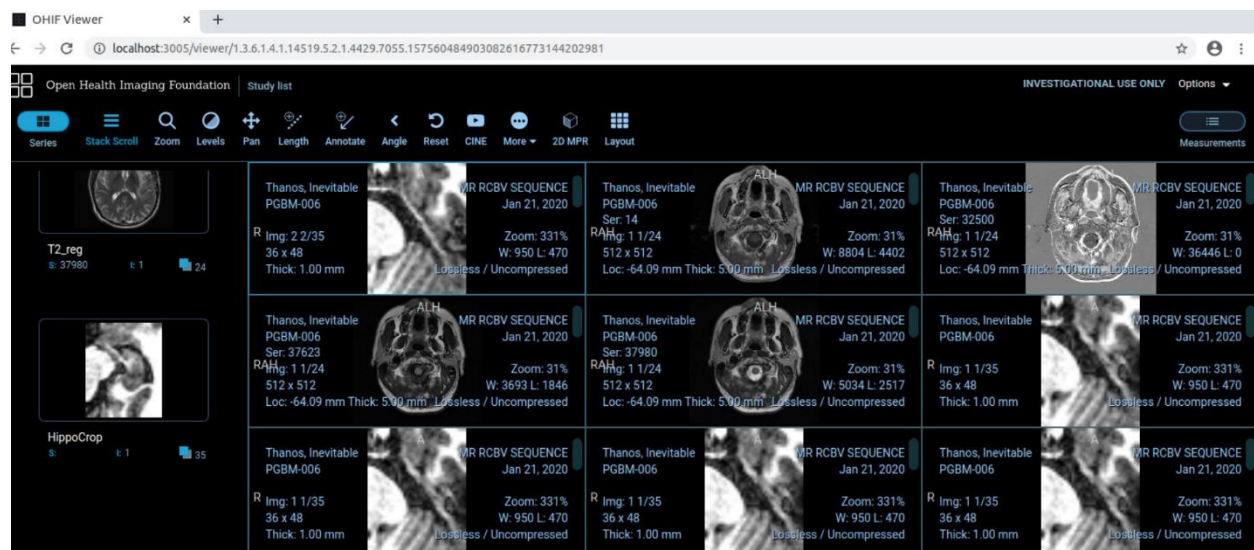 OHIF Viewer
localhost:3005/viewer/1.3.6.1.4.1.14519.5.2.1.4429.7055.157560484903082616773144202981
Open Health Imaging Foundation
Study list
INVESTIGATIONAL USE ONLY
Options
Series
Stack Scroll
Zoom
Levels
Pan
Length
Annotate
Angle
Reset
CINE
More
2D MPR
Layout
Measurements
T2_reg
S: 37980
I: 1
24
HippoCrop
S:
I: 1
35
Thanos, Inevitable
PGBM-006
R
Img: 2 2/35
36 x 48
Thick: 1.00 mm
MR RCBV SEQUENCE
Jan 21, 2020
Zoom: 331%
W: 950 L: 470
Lossless / Uncompressed
ALH
Thanos, Inevitable
PGBM-006
Ser: 14
RAH
Img: 1 1/24
512 x 512
Loc: -64.09 mm Thick: 5.00 mm
MR RCBV SEQUENCE
Jan 21, 2020
Zoom: 31%
W: 8804 L: 4402
Lossless / Uncompressed
ALH
Thanos, Inevitable
PGBM-006
Ser: 32500
RAH
Img: 1 1/24
512 x 512
Loc: -64.09 mm Thick: 5.00 mm
MR RCBV SEQUENCE
Jan 21, 2020
Zoom: 31%
W: 36446 L: 0
Lossless / Uncompressed
ALH
Thanos, Inevitable
PGBM-006
Ser: 37623
RAH
Img: 1 1/24
512 x 512
Loc: -64.09 mm Thick: 5.00 mm
MR RCBV SEQUENCE
Jan 21, 2020
Zoom: 31%
W: 3693 L: 1846
Lossless / Uncompressed
ALH
Thanos, Inevitable
PGBM-006
Ser: 37980
RAH
Img: 1 1/24
512 x 512
Loc: -64.09 mm Thick: 5.00 mm
MR RCBV SEQUENCE
Jan 21, 2020
Zoom: 31%
W: 5034 L: 2517
Lossless / Uncompressed
A
Thanos, Inevitable
PGBM-006
R
Img: 1 1/35
36 x 48
Thick: 1.00 mm
MR RCBV SEQUENCE
Jan 21, 2020
Zoom: 331%
W: 950 L: 470
Lossless / Uncompressed
A
Thanos, Inevitable
PGBM-006
R
Img: 1 1/35
36 x 48
Thick: 1.00 mm
MR RCBV SEQUENCE
Jan 21, 2020
Zoom: 331%
W: 950 L: 470
Lossless / Uncompressed
A
Thanos, Inevitable
PGBM-006
R
Img: 1 1/35
36 x 48
Thick: 1.00 mm
MR RCBV SEQUENCE
Jan 21, 2020
Zoom: 331%
W: 950 L: 470
Lossless / Uncompressed
A
Thanos, Inevitable
PGBM-006
R
Img: 1 1/35
36 x 48
Thick: 1.00 mm
MR RCBV SEQUENCE
Jan 21, 2020
Zoom: 331%
W: 950 L: 470
Lossless / Uncompressed